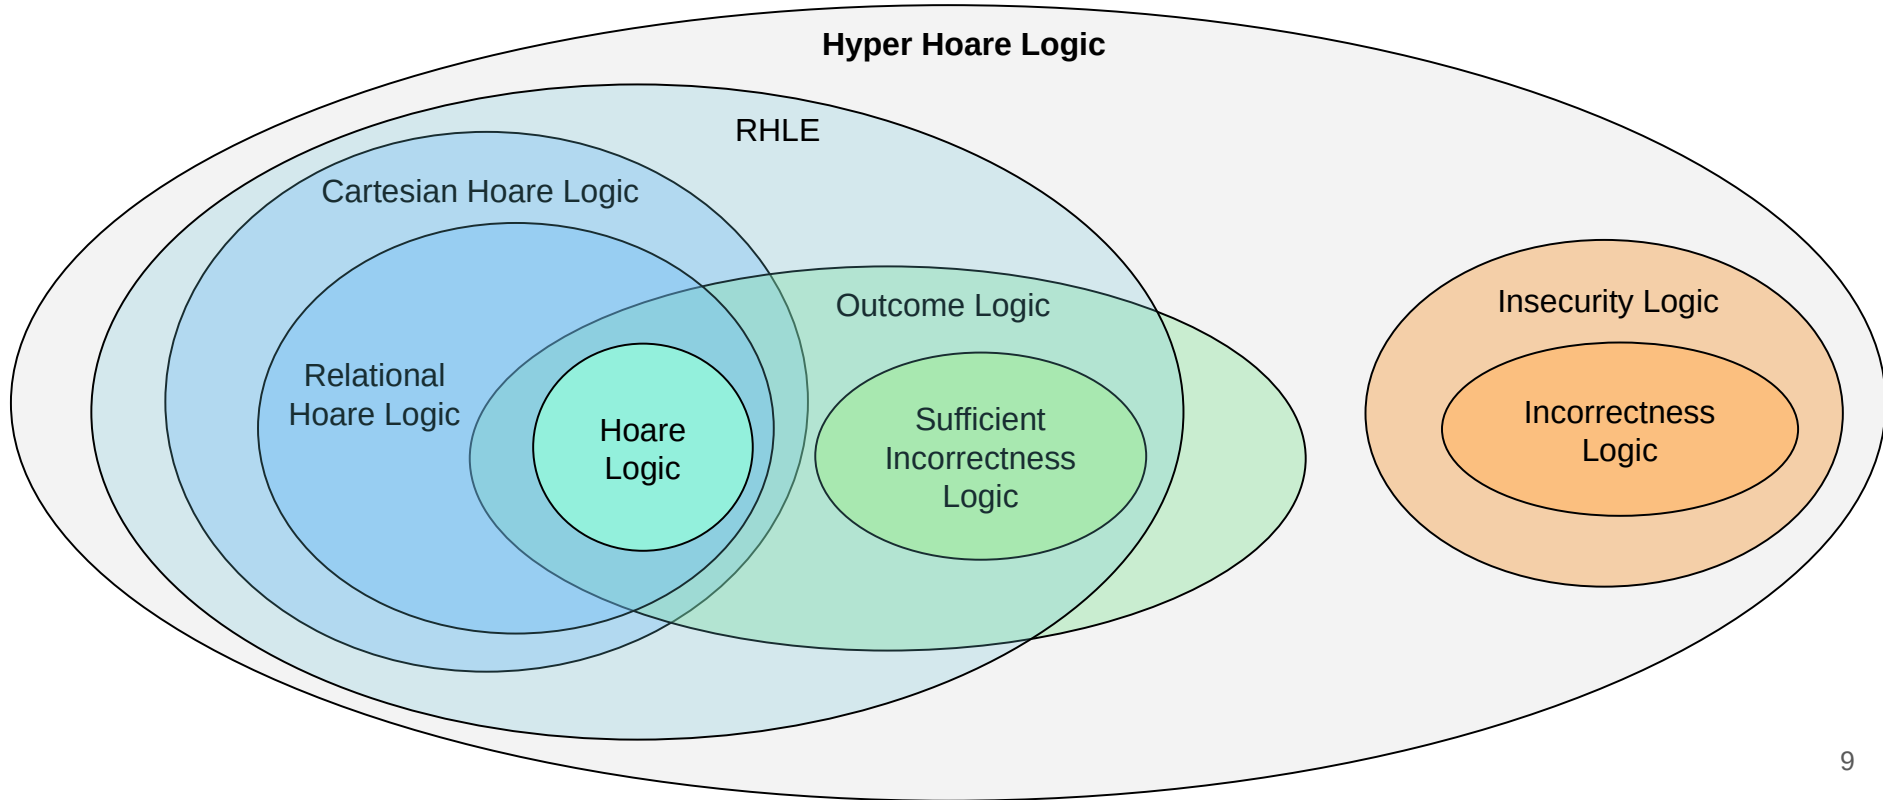 Hyper Hoare Logic
RHLE
Cartesian Hoare Logic
Relational
Hoare Logic
Hoare
Logic
Outcome Logic
Sufficient
Incorrectness
Logic
Insecurity Logic
Incorrectness
Logic
9